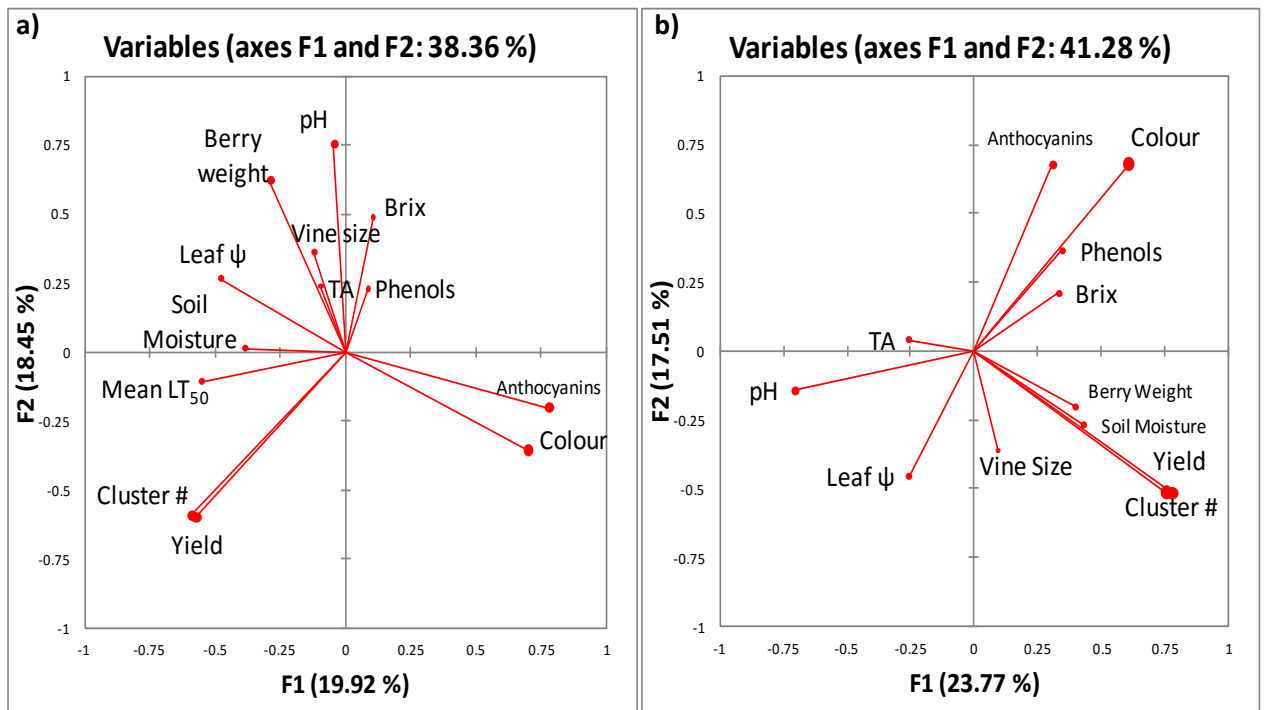 a)
Variables (axes F1 and F2: 38.36 %)
1
0.75
0.5
0.25
0
-0.25
-0.5
-0.75
-1
F2 (18.45 %)
pH
Berry
weight
Brix
Vine size
Leaf ψ
TA
Phenols
Soil
Moisture
Mean LT50
Anthocyanins
Colour
Cluster #
Yield
-1
-0.75
-0.5
-0.25
0
0.25
0.5
0.75
1
F1 (19.92 %)
b)
Variables (axes F1 and F2: 41.28 %)
1
0.75
0.5
0.25
0
-0.25
-0.5
-0.75
-1
F2 (17.51 %)
Anthocyanins
Colour
Phenols
Brix
TA
pH
Berry Weight
Soil Moisture
Leaf ψ
Vine Size
Yield
Cluster #
-1
-0.75
-0.5
-0.25
0
0.25
0.5
0.75
1
F1 (23.77 %)